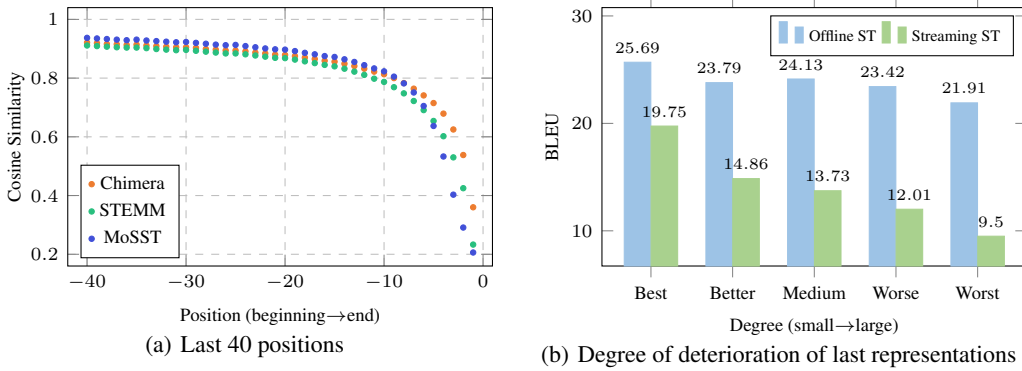 1
0.8
0.6
0.4
0.2
Cosine Similarity
Chimera
STEMM
MoSST
−40 −30 −20 −10 0
Position (beginning→end)
(a) Last 40 positions
30
20
10
BLEU
Offline ST Streaming ST
25.69 23.79 24.13 23.42 21.91
19.75 14.86 13.73 12.01 9.5
Best Better Medium Worse Worst
Degree (small→large)
(b) Degree of deterioration of last representations